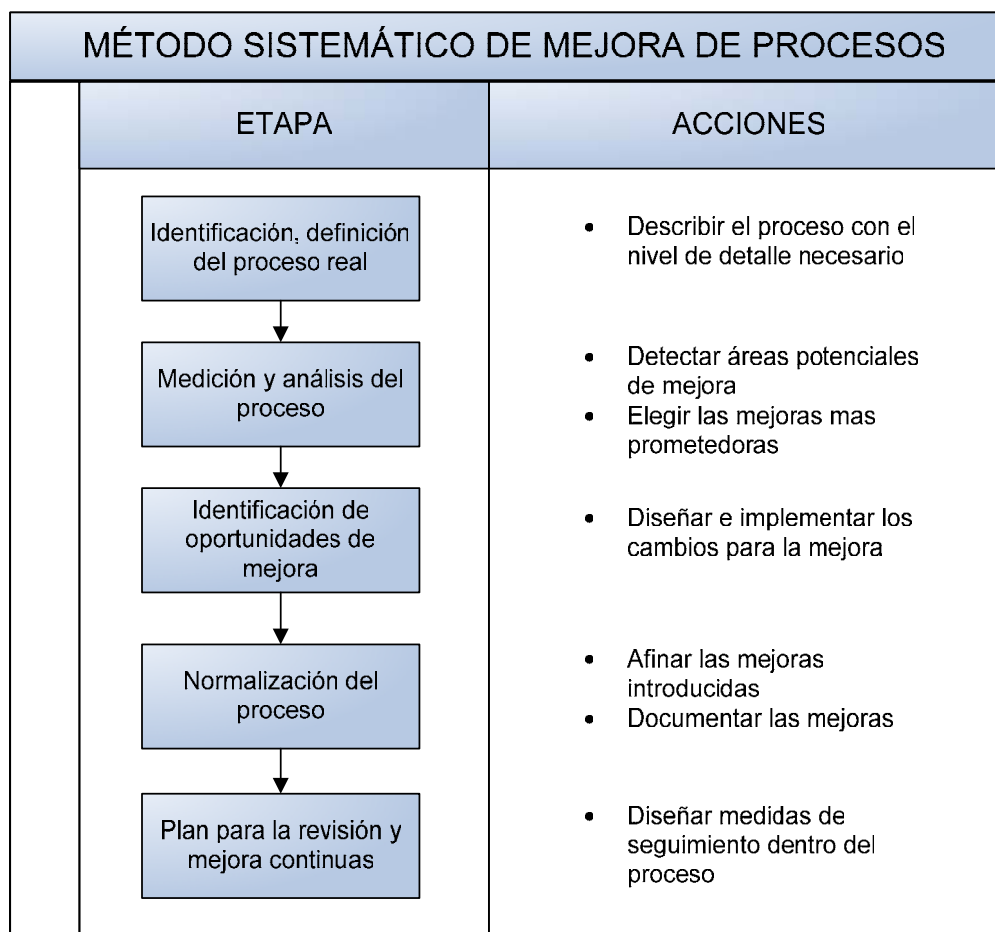 MÉTODO SISTEMÁTICO DE MEJORA DE PROCESOS
ETAPA
ACCIONES
Identificación, definición
del proceso real
• Describir el proceso con el
nivel de detalle necesario
Medición y análisis del
proceso
• Detectar áreas potenciales
de mejora
• Elegir las mejoras mas
prometedoras
Identificación de
oportunidades de
mejora
• Diseñar e implementar los
cambios para la mejora
Normalización del
proceso
• Afinar las mejoras
introducidas
• Documentar las mejoras
Plan para la revisión y
mejora continuas
• Diseñar medidas de
seguimiento dentro del
proceso